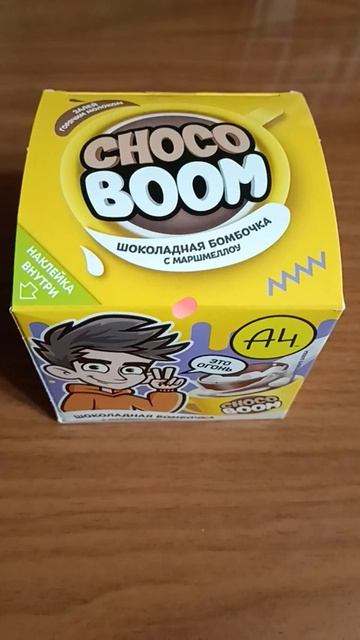 ЗАЛЕЙ
ГОРЯЧИМ МОЛОКОМ
CHOCO
BOOM
ШОКОЛАДНАЯ БОМБОЧКА
С МАРШМЕЛЛОУ
НАКЛЕЙКА
ВНУТРИ
А4
ЭТО
ОГОНЬ
CHOCO
BOOM
ШОКОЛАДНАЯ БОМБОЧКА